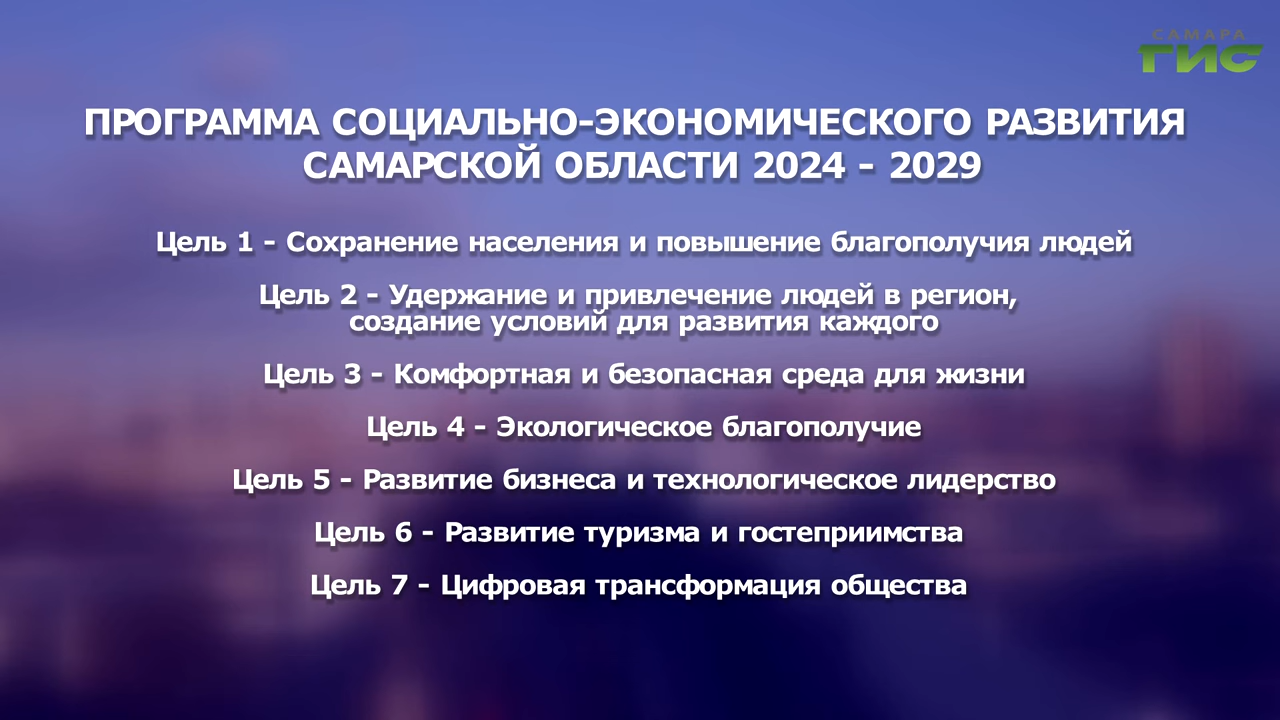 САМАРА
ГИС
ПРОГРАММА СОЦИАЛЬНО-ЭКОНОМИЧЕСКОГО РАЗВИТИЯ
САМАРСКОЙ ОБЛАСТИ 2024 - 2029
Цель 1 - Сохранение населения и повышение благополучия людей
Цель 2 - Удержание и привлечение людей в регион,
создание условий для развития каждого
Цель 3 - Комфортная и безопасная среда для жизни
Цель 4 - Экологическое благополучие
Цель 5 - Развитие бизнеса и технологическое лидерство
Цель 6 - Развитие туризма и гостеприимства
Цель 7 - Цифровая трансформация общества